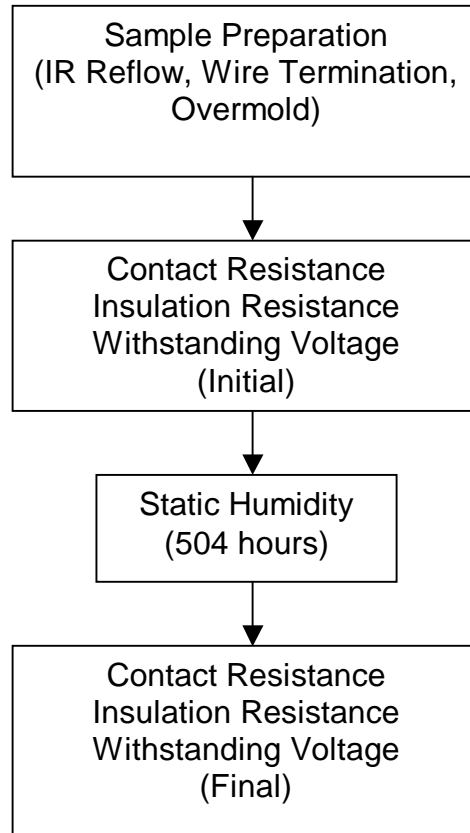 Sample Preparation
(IR Reflow, Wire Termination,
Overmold)
Contact Resistance
Insulation Resistance
Withstanding Voltage
(Initial)
Static Humidity
(504 hours)
Contact Resistance
Insulation Resistance
Withstanding Voltage
(Final)